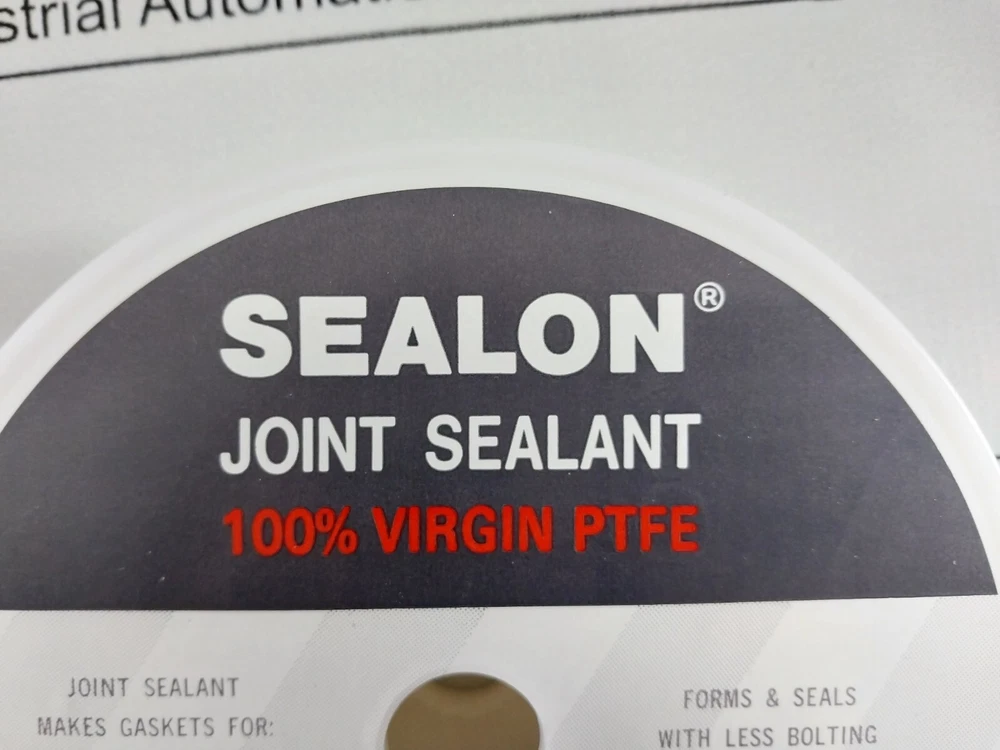 SEALON®
JOINT SEALANT
100% VIRGIN PTFE
JOINT SEALANT
MAKES GASKETS FOR:
FORMS & SEALS
WITH LESS BOLTING